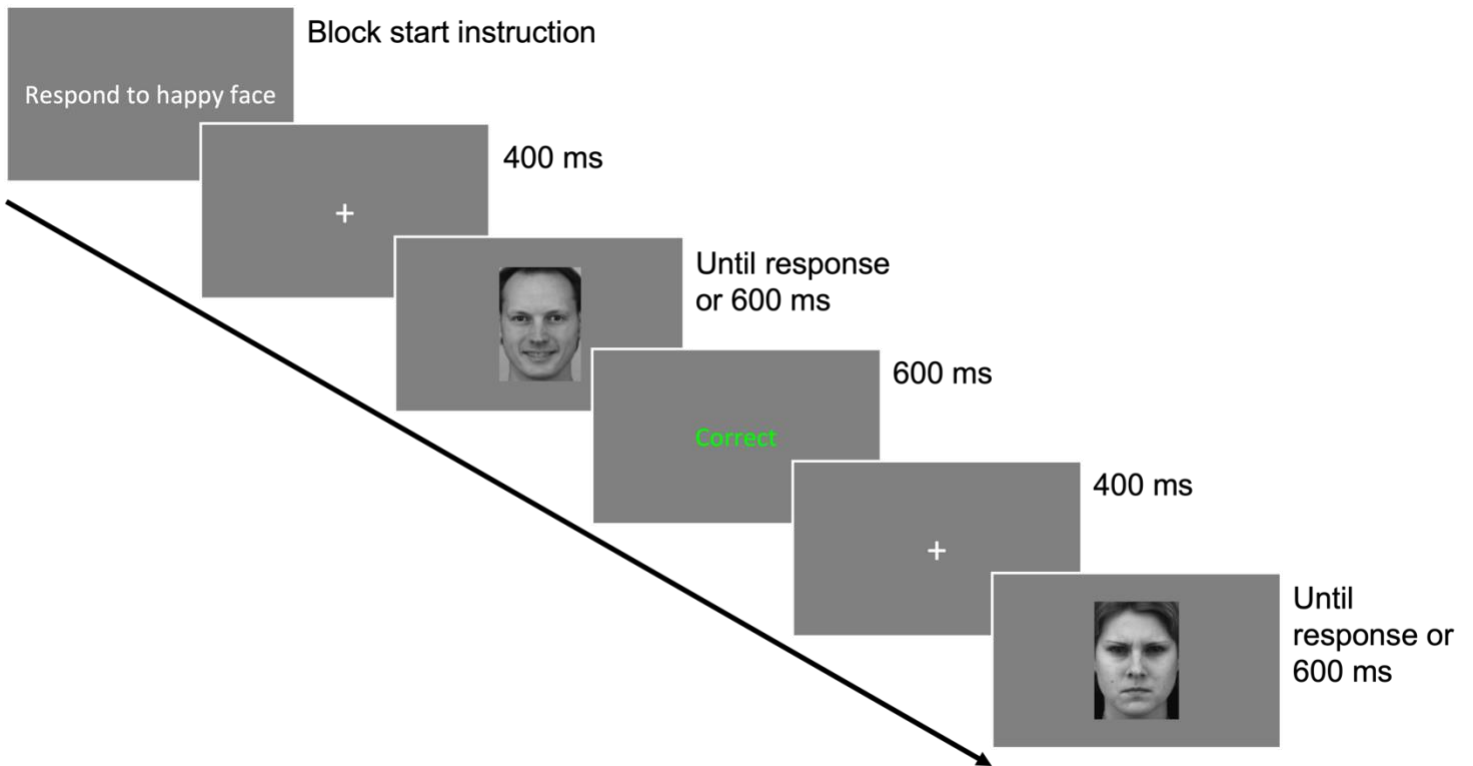 Block start instruction
Respond to happy face
400 ms
+
Until response
or 600 ms
600 ms
Correct
400 ms
+
Until
response or
600 ms